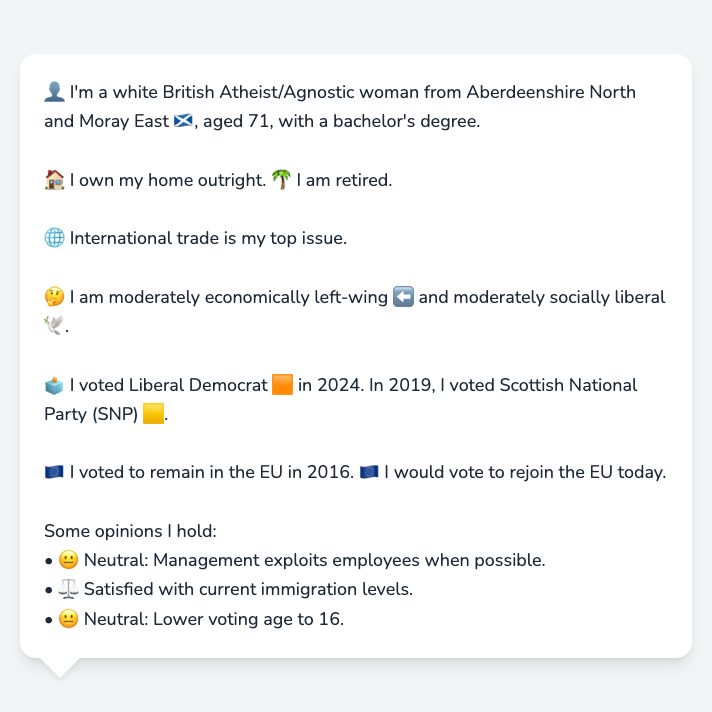 👤 I'm a white British Atheist/Agnostic woman from Aberdeenshire North
and Moray East 🏴󠁧󠁢󠁳󠁣󠁴󠁿, aged 71, with a bachelor's degree.
🏠 I own my home outright. 🌴 I am retired.
🌐 International trade is my top issue.
🤔 I am moderately economically left-wing ⬅️ and moderately socially liberal
🕊️.
🗳️ I voted Liberal Democrat 🟧 in 2024. In 2019, I voted Scottish National
Party (SNP) 🟨.
🇪🇺 I voted to remain in the EU in 2016. 🇪🇺 I would vote to rejoin the EU today.
Some opinions I hold:
• 😐 Neutral: Management exploits employees when possible.
• ⚖️ Satisfied with current immigration levels.
• 😐 Neutral: Lower voting age to 16.